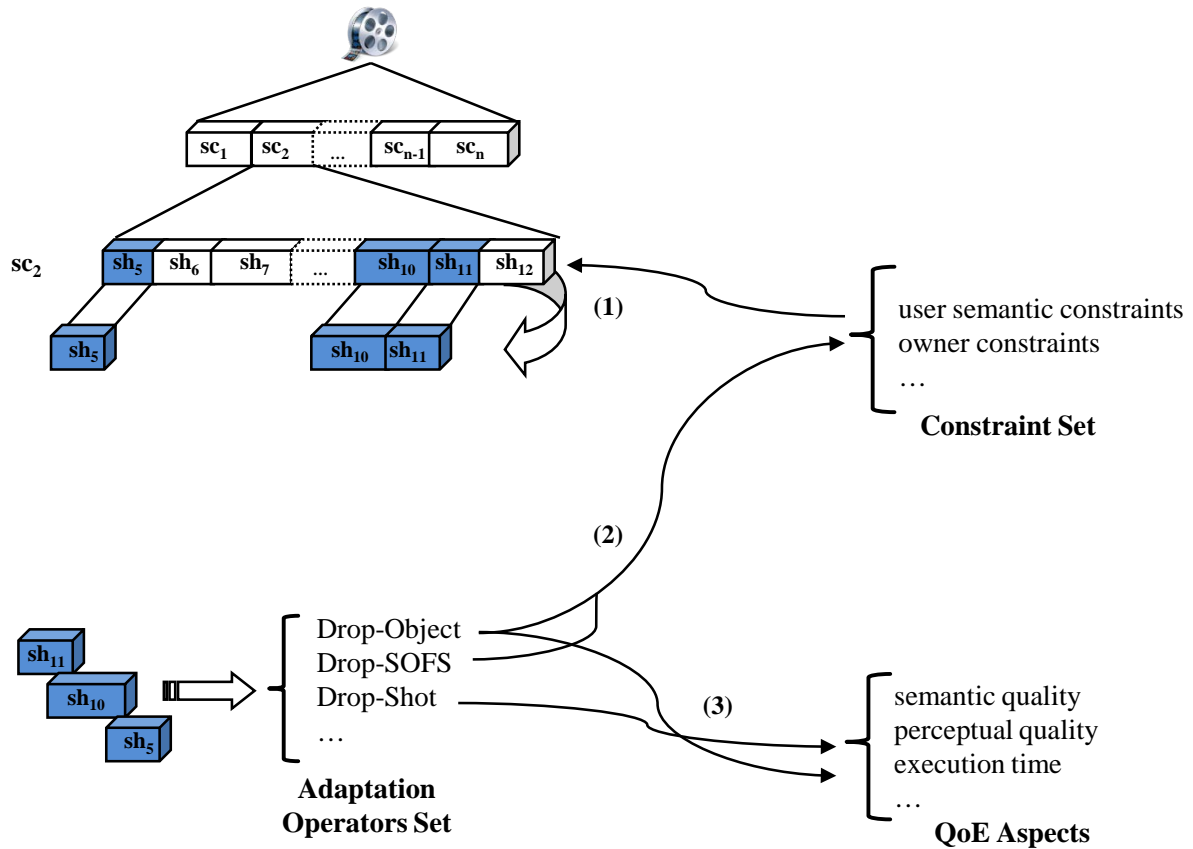 sc1 sc2 ... scn-1 scn
sc2 sh5 sh6 sh7 ... sh10 sh11 sh12
sh5 sh10 sh11
(1)
user semantic constraints
owner constraints
…
Constraint Set
(2)
sh11
sh10
sh5
Drop-Object
Drop-SOFS
Drop-Shot
…
Adaptation
Operators Set
(3)
semantic quality
perceptual quality
execution time
…
QoE Aspects